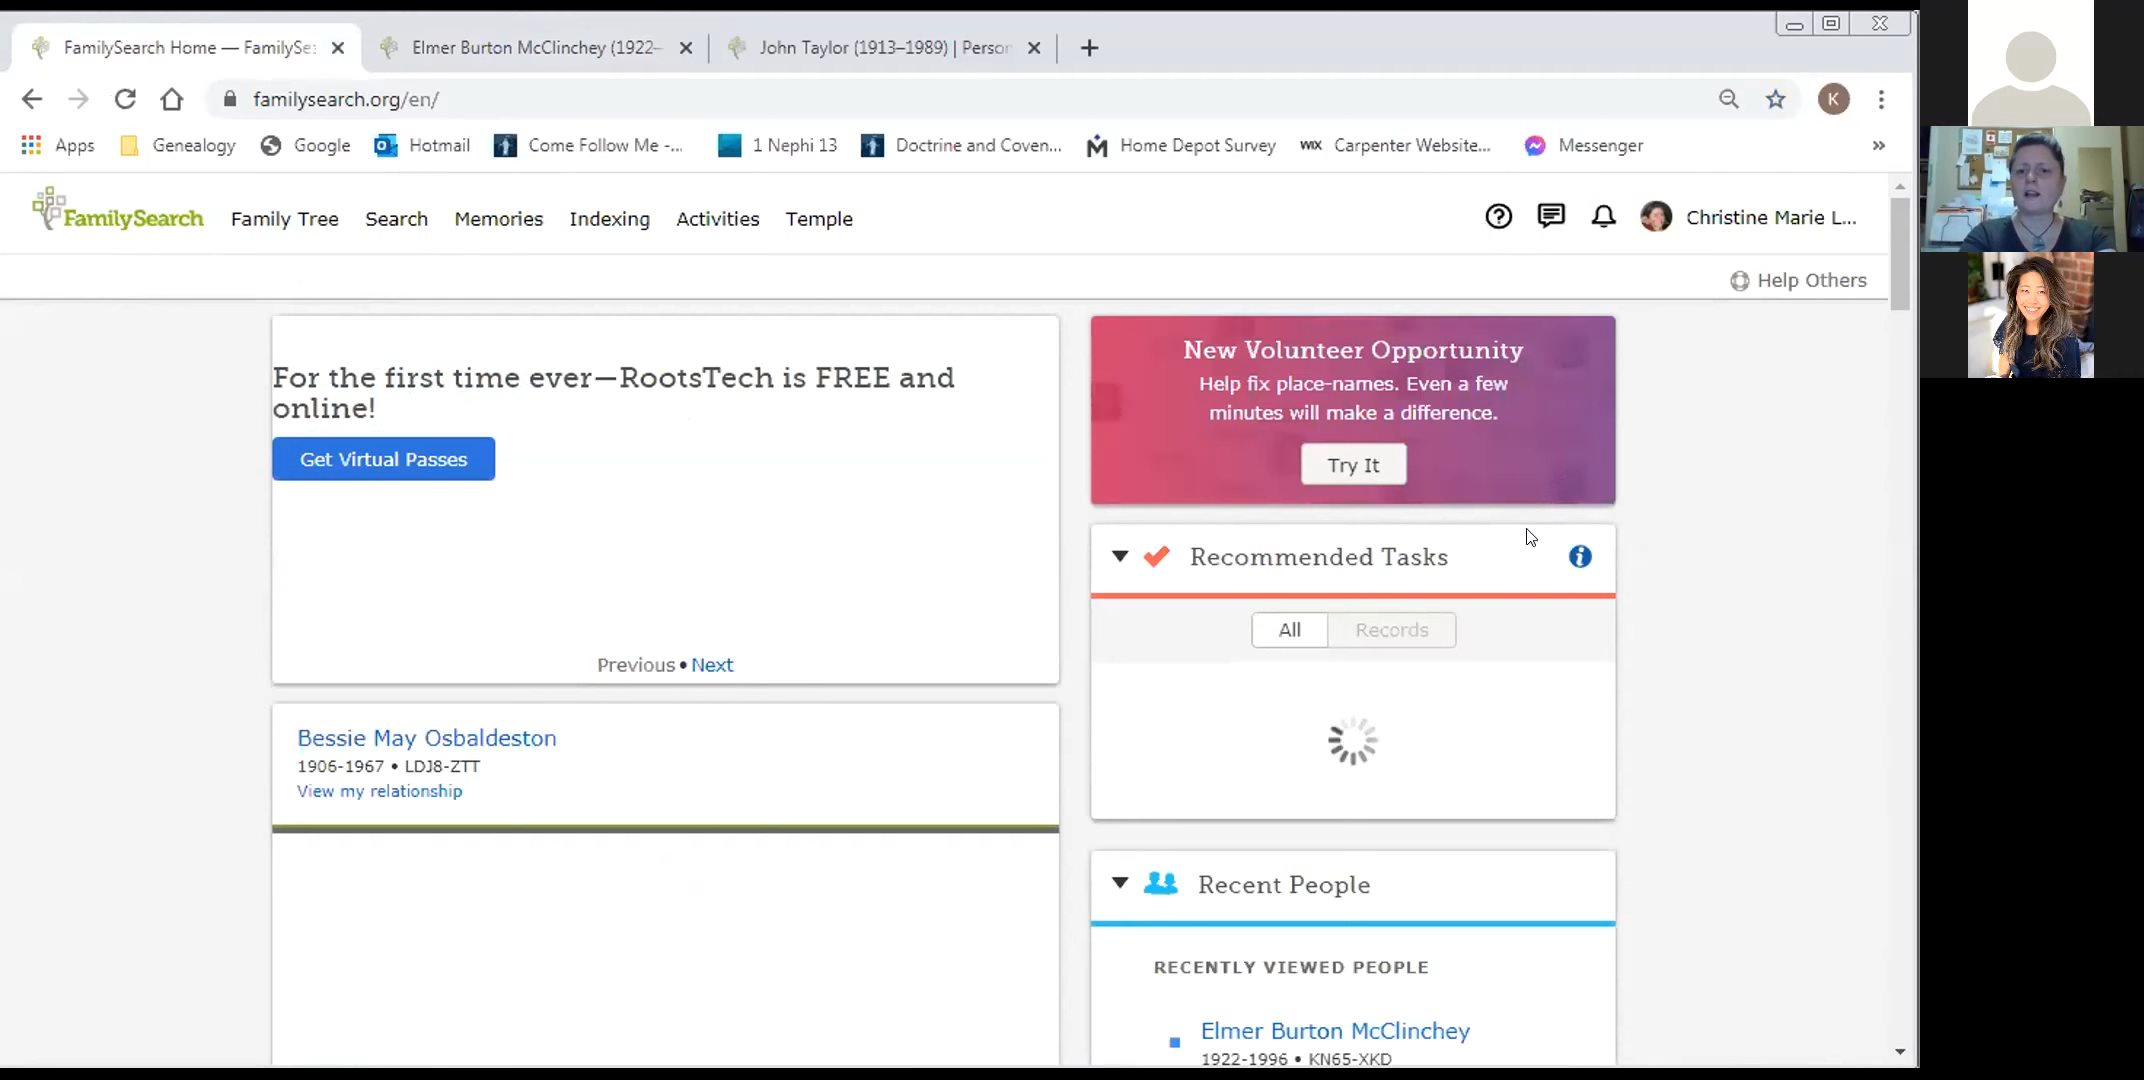 FamilySearch Home — FamilySe:
Elmer Burton McClinchey (1922–
John Taylor (1913–1989) | Person
familysearch.org/en/
K
Apps
Genealogy
Google
Hotmail
Come Follow Me -...
1 Nephi 13
Doctrine and Coven...
Home Depot Survey
WIX
Carpenter Website...
Messenger
»
FamilySearch
Family Tree
Search
Memories
Indexing
Activities
Temple
Christine Marie L...
Help Others
For the first time ever—RootsTech is FREE and
online!
Get Virtual Passes
Previous • Next
New Volunteer Opportunity
Help fix place-names. Even a few
minutes will make a difference.
Try It
Recommended Tasks
All
Records
Bessie May Osbaldeston
1906-1967 • LDJ8-ZTT
View my relationship
Recent People
RECENTLY VIEWED PEOPLE
Elmer Burton McClinchey
1922-1996 • KN65-XKD